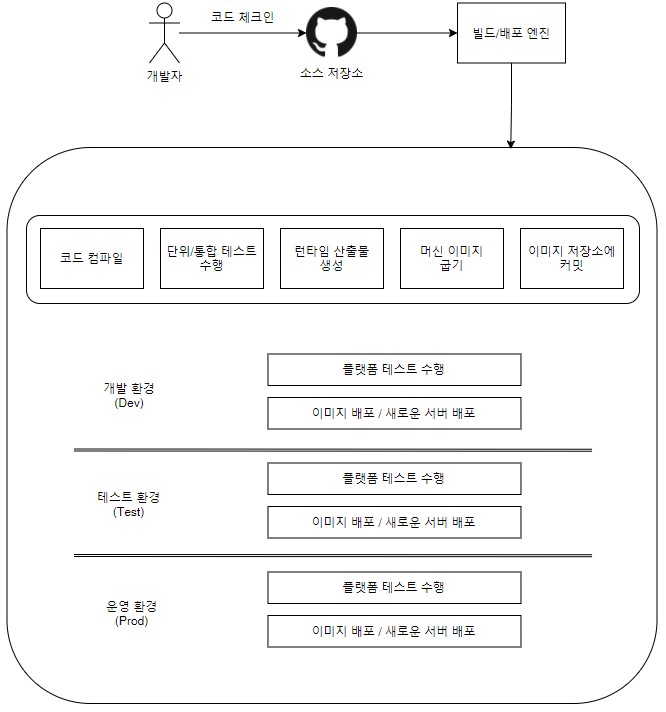 코드 체크인
개발자
소스 저장소
빌드/배포 엔진
코드 컴파일
단위/통합 테스트
수행
런타임 산출물
생성
머신 이미지
굽기
이미지 저장소에
커밋
개발 환경
(Dev)
플랫폼 테스트 수행
이미지 배포 / 새로운 서버 배포
테스트 환경
(Test)
플랫폼 테스트 수행
이미지 배포 / 새로운 서버 배포
운영 환경
(Prod)
플랫폼 테스트 수행
이미지 배포 / 새로운 서버 배포